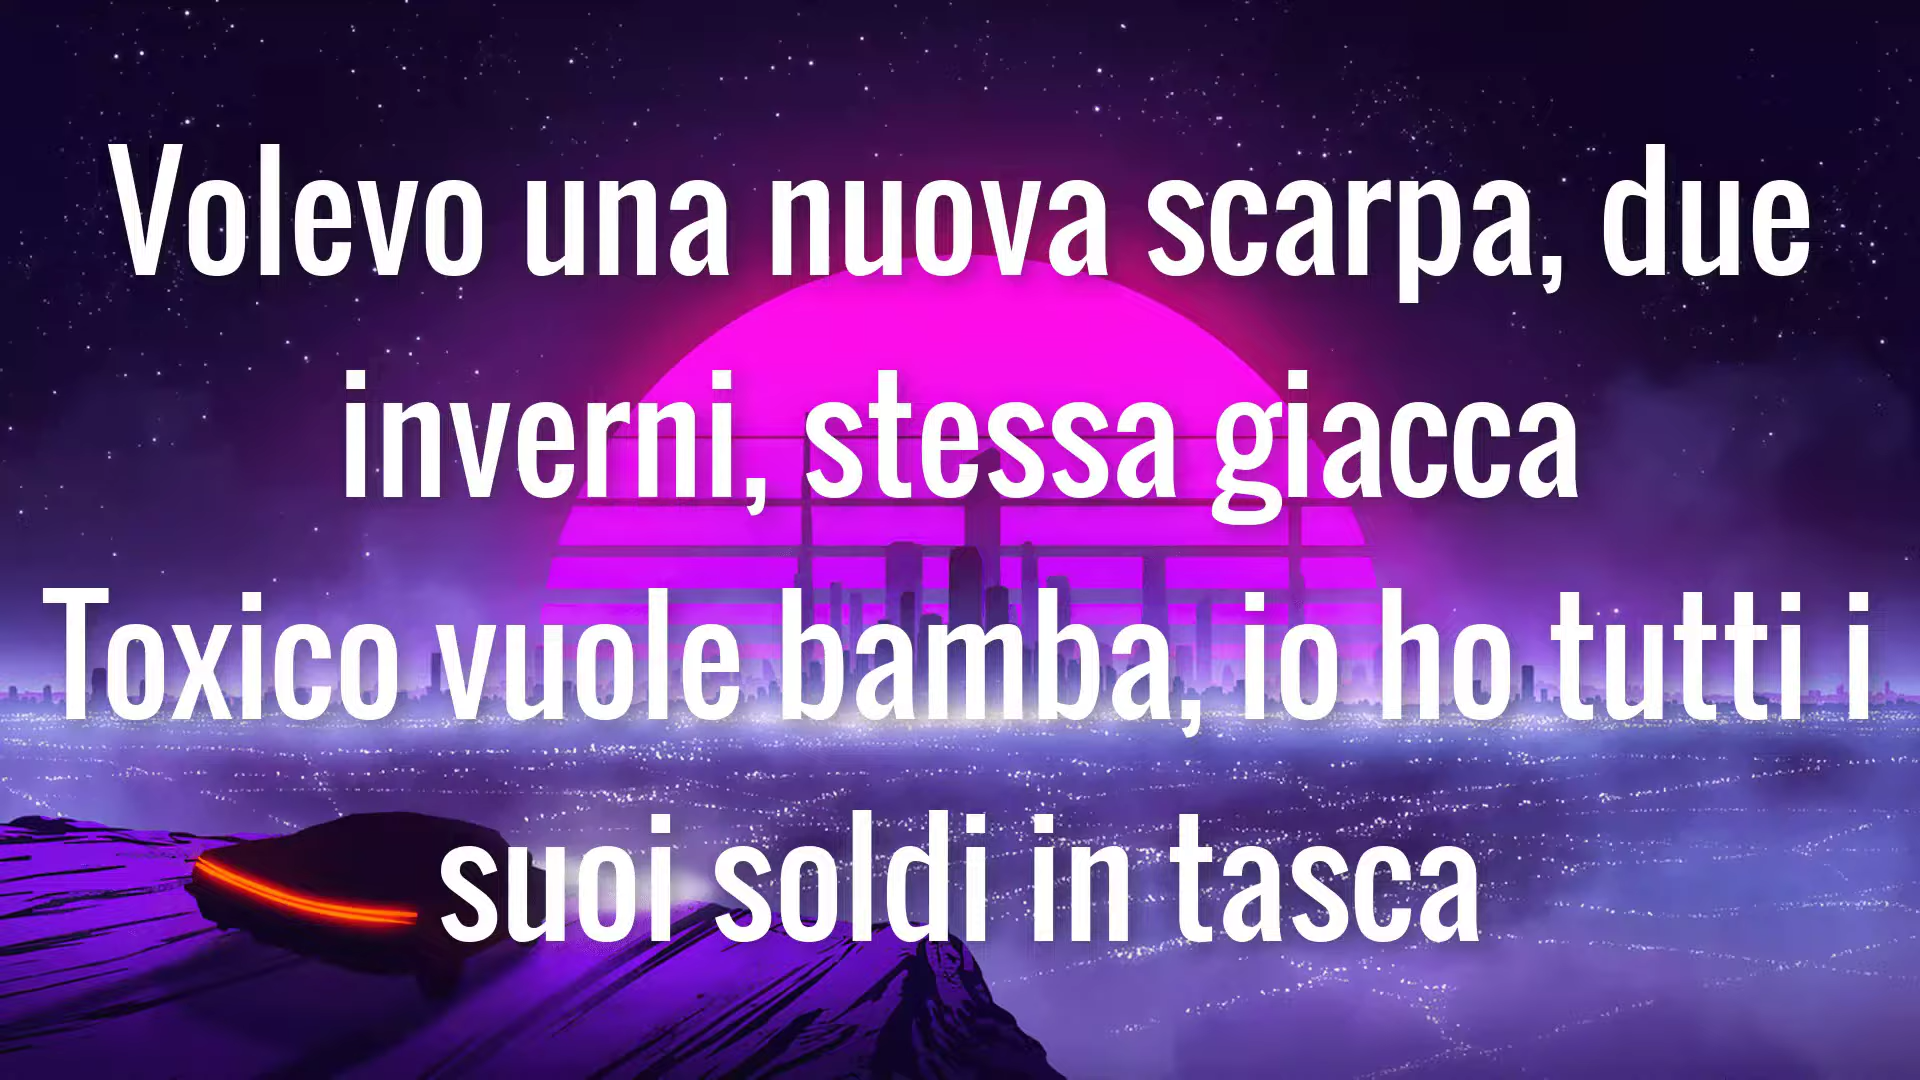 Volevo una nuova scarpa, due
inverni, stessa giacca
Toxico vuole bamba, io ho tutti i
suoi soldi in tasca